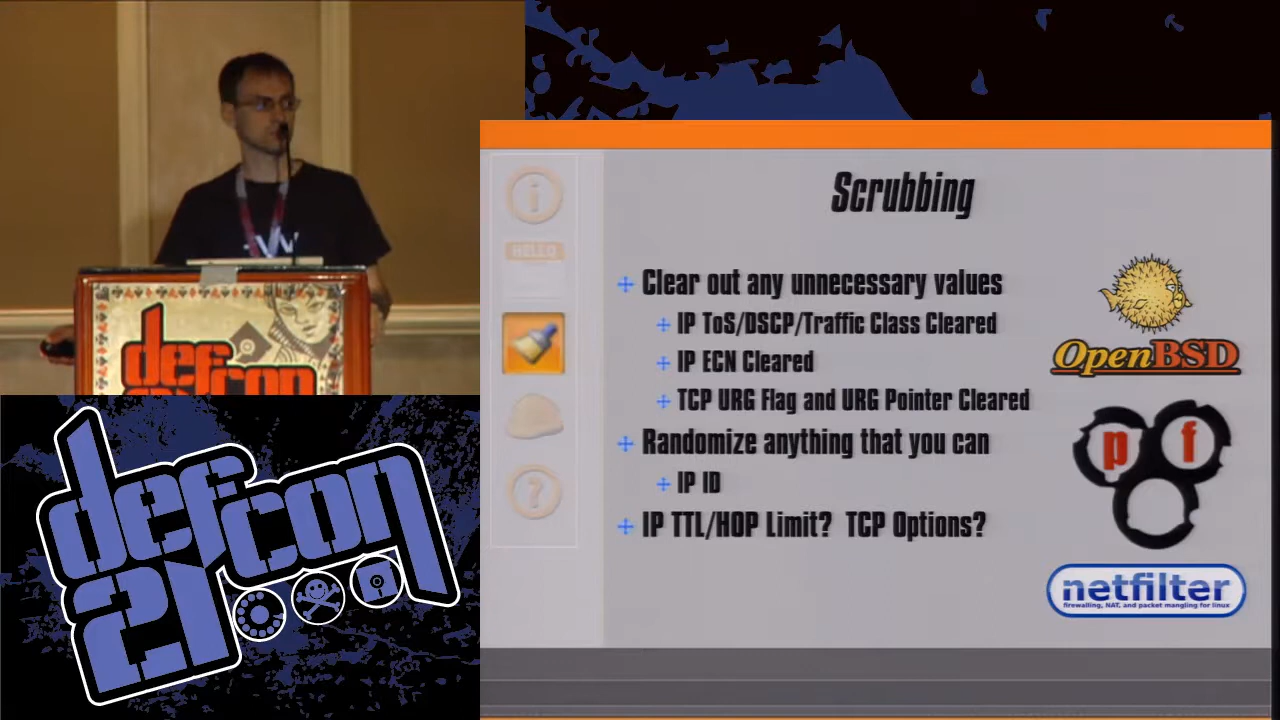 Scrubbing
HELLO
Clear out any unnecessary values
IP ToS/DSCP/Traffic Class Cleared
IP ECN Cleared
TCP URG Flag and URG Pointer Cleared
Randomize anything that you can
IP ID
IP TTL/HOP Limit? TCP Options?
OpenBSD
p f
netfilter
firewalling, NAT, and packet mangling for linux
defcon
defcon
21